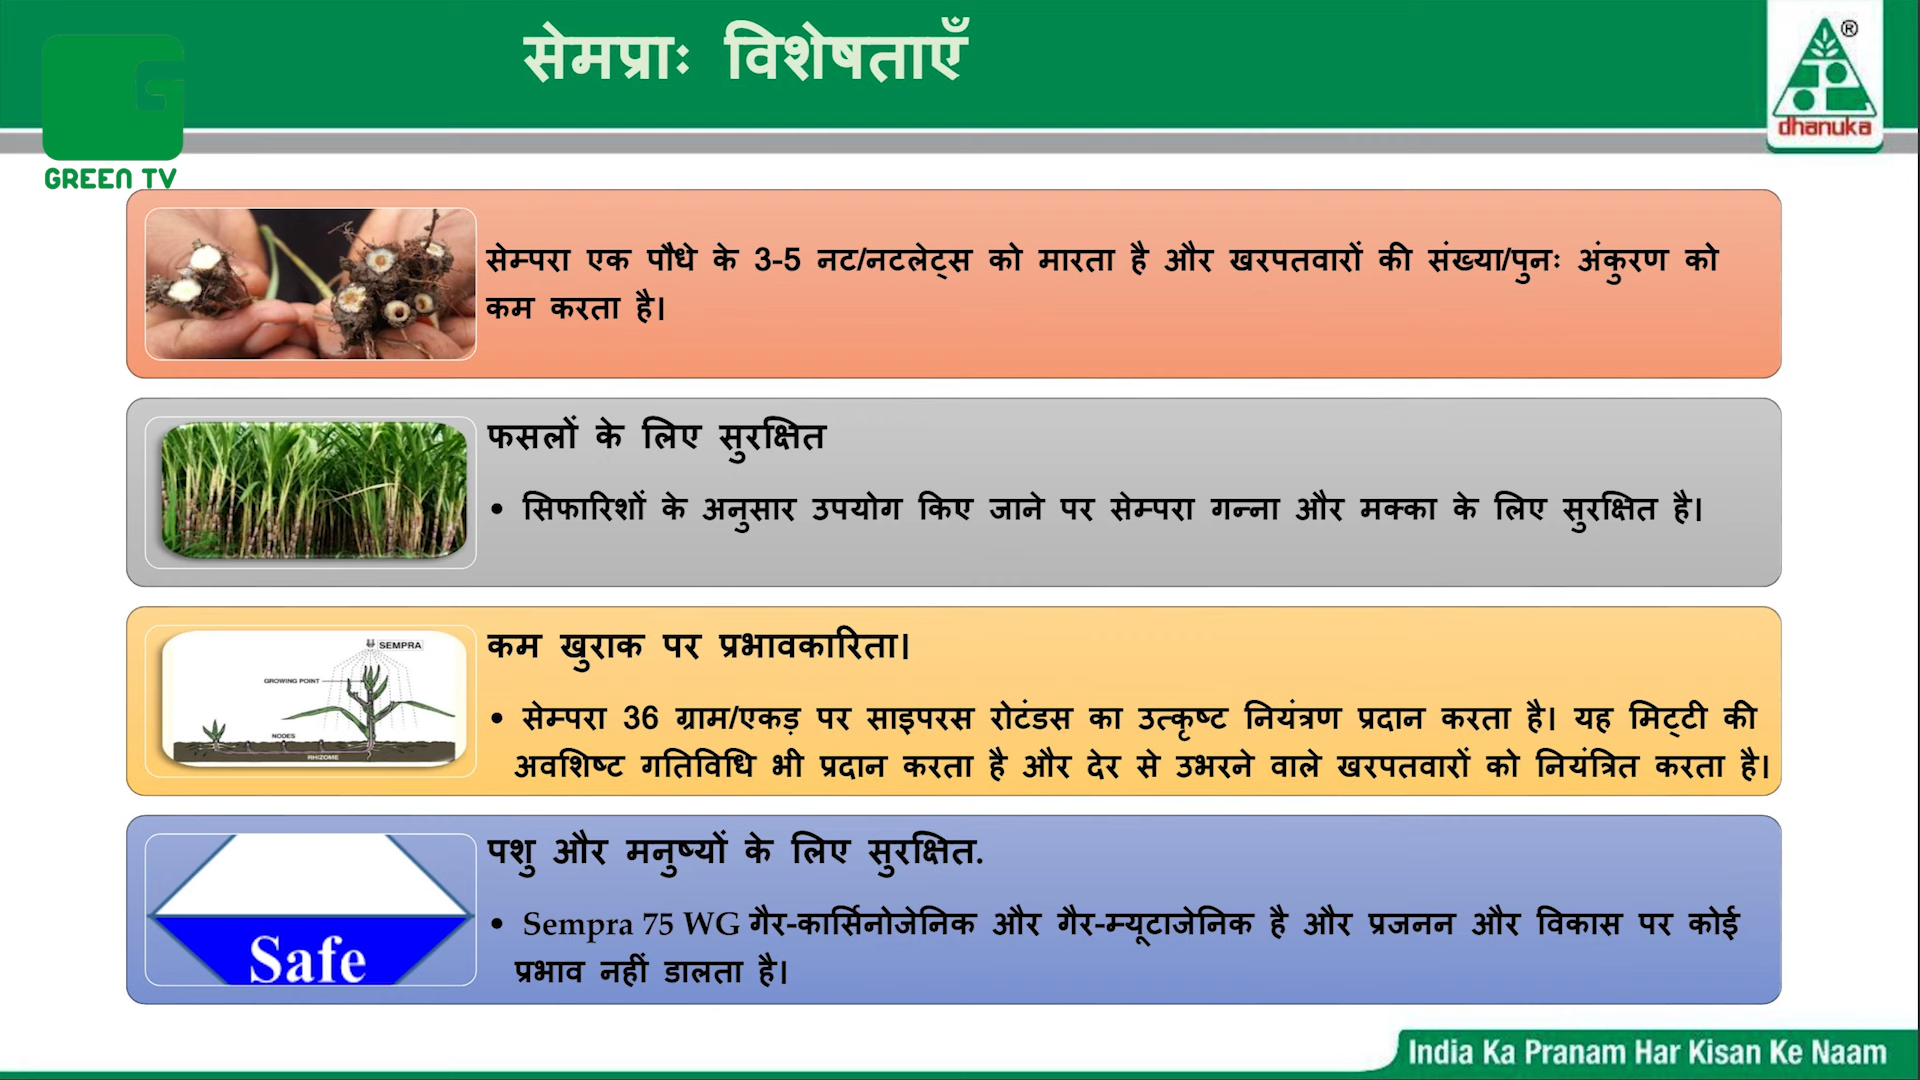 सेमप्राः विशेषताएँ
®
dhanuka
GREEN TV
सेम्परा एक पौधे के 3-5 नट/नटलेट्स को मारता है और खरपतवारों की संख्या/पुनः अंकुरण को
कम करता है।
फसलों के लिए सुरक्षित
• सिफारिशों के अनुसार उपयोग किए जाने पर सेम्परा गन्ना और मक्का के लिए सुरक्षित है।
कम खुराक पर प्रभावकारिता।
SEMPRA
GROWING POINT
NODES
RHIZOME
• सेम्परा 36 ग्राम/एकड़ पर साइपरस रोटंडस का उत्कृष्ट नियंत्रण प्रदान करता है। यह मिट्टी की
अवशिष्ट गतिविधि भी प्रदान करता है और देर से उभरने वाले खरपतवारों को नियंत्रित करता है।
पशु और मनुष्यों के लिए सुरक्षित.
• Sempra 75 WG गैर-कार्सिनोजेनिक और गैर-म्यूटाजेनिक है और प्रजनन और विकास पर कोई
प्रभाव नहीं डालता है।
Safe
India Ka Pranam Har Kisan Ke Naam